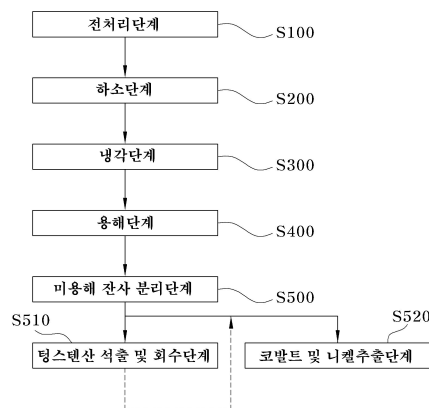 전처리단계
S100
하소단계
S200
냉각단계
S300
용해단계
S400
미용해 잔사 분리단계
S500
S510
S520
텅스텐산 석출 및 회수단계
코발트 및 니켈추출단계